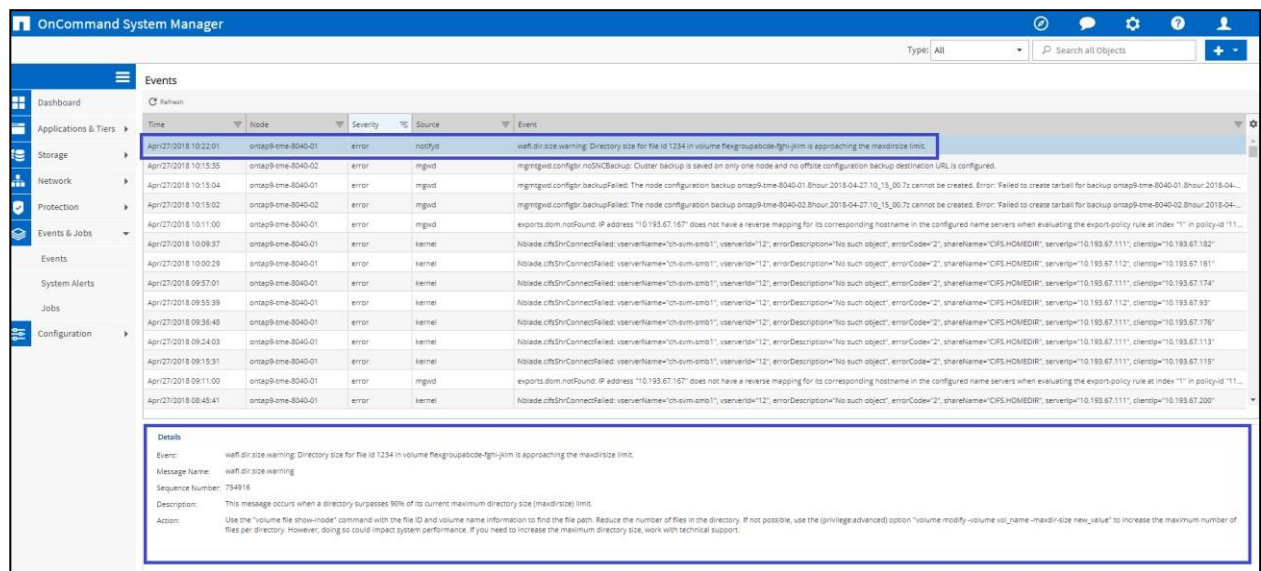 OnCommand System Manager
Type: All Search all Objects
Events
Dashboard
Applications & Tiers
Storage
Network
Protection
Events & Jobs
Events
System Alerts
Jobs
Configuration
Refresh
Time Node Severity Source Event
Apr/27/2018 10:22:01 ontap9-tme-8040-01 error notifyd wafl.dir.size.warning: Directory size for file id 1234 in volume flexgroupabcde-fghi-jklm is approaching the maxdirsize limit.
Apr/27/2018 10:15:35 ontap9-tme-8040-02 error mgwd mgmtgwd.configbr.noSNCBackup: Cluster backup is saved on only one node and no offsite configuration backup destination URL is configured.
Apr/27/2018 10:15:04 ontap9-tme-8040-01 error mgwd mgmtgwd.configbr.backupFailed: The node configuration backup ontap9-tme-8040-01.8hour.2018-04-27.10_15_00.7z cannot be created. Error: 'Failed to create tarball for backup ontap9-tme-8040-01.8hour.2018-04-...
Apr/27/2018 10:15:02 ontap9-tme-8040-02 error mgwd mgmtgwd.configbr.backupFailed: The node configuration backup ontap9-tme-8040-02.8hour.2018-04-27.10_15_00.7z cannot be created. Error: 'Failed to create tarball for backup ontap9-tme-8040-02.8hour.2018-04-...
Apr/27/2018 10:11:00 ontap9-tme-8040-01 error mgwd exports.dom.notFound: IP address "10.193.67.167" does not have a reverse mapping for its corresponding hostname in the configured name servers when evaluating the export-policy rule at index "1" in policy-id "11...
Apr/27/2018 10:09:37 ontap9-tme-8040-01 error kernel Nblade.cifsShrConnectFailed: vserverName="ch-svm-smb1", vserverId="12", errorDescription="No such object", errorCode="2", shareName="CIFS.HOMEDIR", serverIp="10.193.67.111", clientIp="10.193.67.182"
Apr/27/2018 10:00:29 ontap9-tme-8040-01 error kernel Nblade.cifsShrConnectFailed: vserverName="ch-svm-smb1", vserverId="12", errorDescription="No such object", errorCode="2", shareName="CIFS.HOMEDIR", serverIp="10.193.67.112", clientIp="10.193.67.161"
Apr/27/2018 09:57:01 ontap9-tme-8040-01 error kernel Nblade.cifsShrConnectFailed: vserverName="ch-svm-smb1", vserverId="12", errorDescription="No such object", errorCode="2", shareName="CIFS.HOMEDIR", serverIp="10.193.67.111", clientIp="10.193.67.174"
Apr/27/2018 09:55:39 ontap9-tme-8040-01 error kernel Nblade.cifsShrConnectFailed: vserverName="ch-svm-smb1", vserverId="12", errorDescription="No such object", errorCode="2", shareName="CIFS.HOMEDIR", serverIp="10.193.67.112", clientIp="10.193.67.93"
Apr/27/2018 09:36:48 ontap9-tme-8040-01 error kernel Nblade.cifsShrConnectFailed: vserverName="ch-svm-smb1", vserverId="12", errorDescription="No such object", errorCode="2", shareName="CIFS.HOMEDIR", serverIp="10.193.67.111", clientIp="10.193.67.176"
Apr/27/2018 09:24:03 ontap9-tme-8040-01 error kernel Nblade.cifsShrConnectFailed: vserverName="ch-svm-smb1", vserverId="12", errorDescription="No such object", errorCode="2", shareName="CIFS.HOMEDIR", serverIp="10.193.67.111", clientIp="10.193.67.113"
Apr/27/2018 09:15:31 ontap9-tme-8040-01 error kernel Nblade.cifsShrConnectFailed: vserverName="ch-svm-smb1", vserverId="12", errorDescription="No such object", errorCode="2", shareName="CIFS.HOMEDIR", serverIp="10.193.67.111", clientIp="10.193.67.115"
Apr/27/2018 09:11:00 ontap9-tme-8040-01 error mgwd exports.dom.notFound: IP address "10.193.67.167" does not have a reverse mapping for its corresponding hostname in the configured name servers when evaluating the export-policy rule at index "1" in policy-id "11...
Apr/27/2018 08:45:41 ontap9-tme-8040-01 error kernel Nblade.cifsShrConnectFailed: vserverName="ch-svm-smb1", vserverId="12", errorDescription="No such object", errorCode="2", shareName="CIFS.HOMEDIR", serverIp="10.193.67.111", clientIp="10.193.67.200"
Details
Event: wafl.dir.size.warning: Directory size for file id 1234 in volume flexgroupabcde-fghi-jklm is approaching the maxdirsize limit.
Message Name: wafl.dir.size.warning
Sequence Number: 754916
Description: This message occurs when a directory surpasses 90% of its current maximum directory size (maxdirsize) limit.
Action: Use the "volume file show-inode" command with the file ID and volume name information to find the file path. Reduce the number of files in the directory. If not possible, use the (privilege:advanced) option "volume modify -volume vol_name -maxdir-size new_value" to increase the maximum number of
files per directory. However, doing so could impact system performance. If you need to increase the maximum directory size, work with technical support.